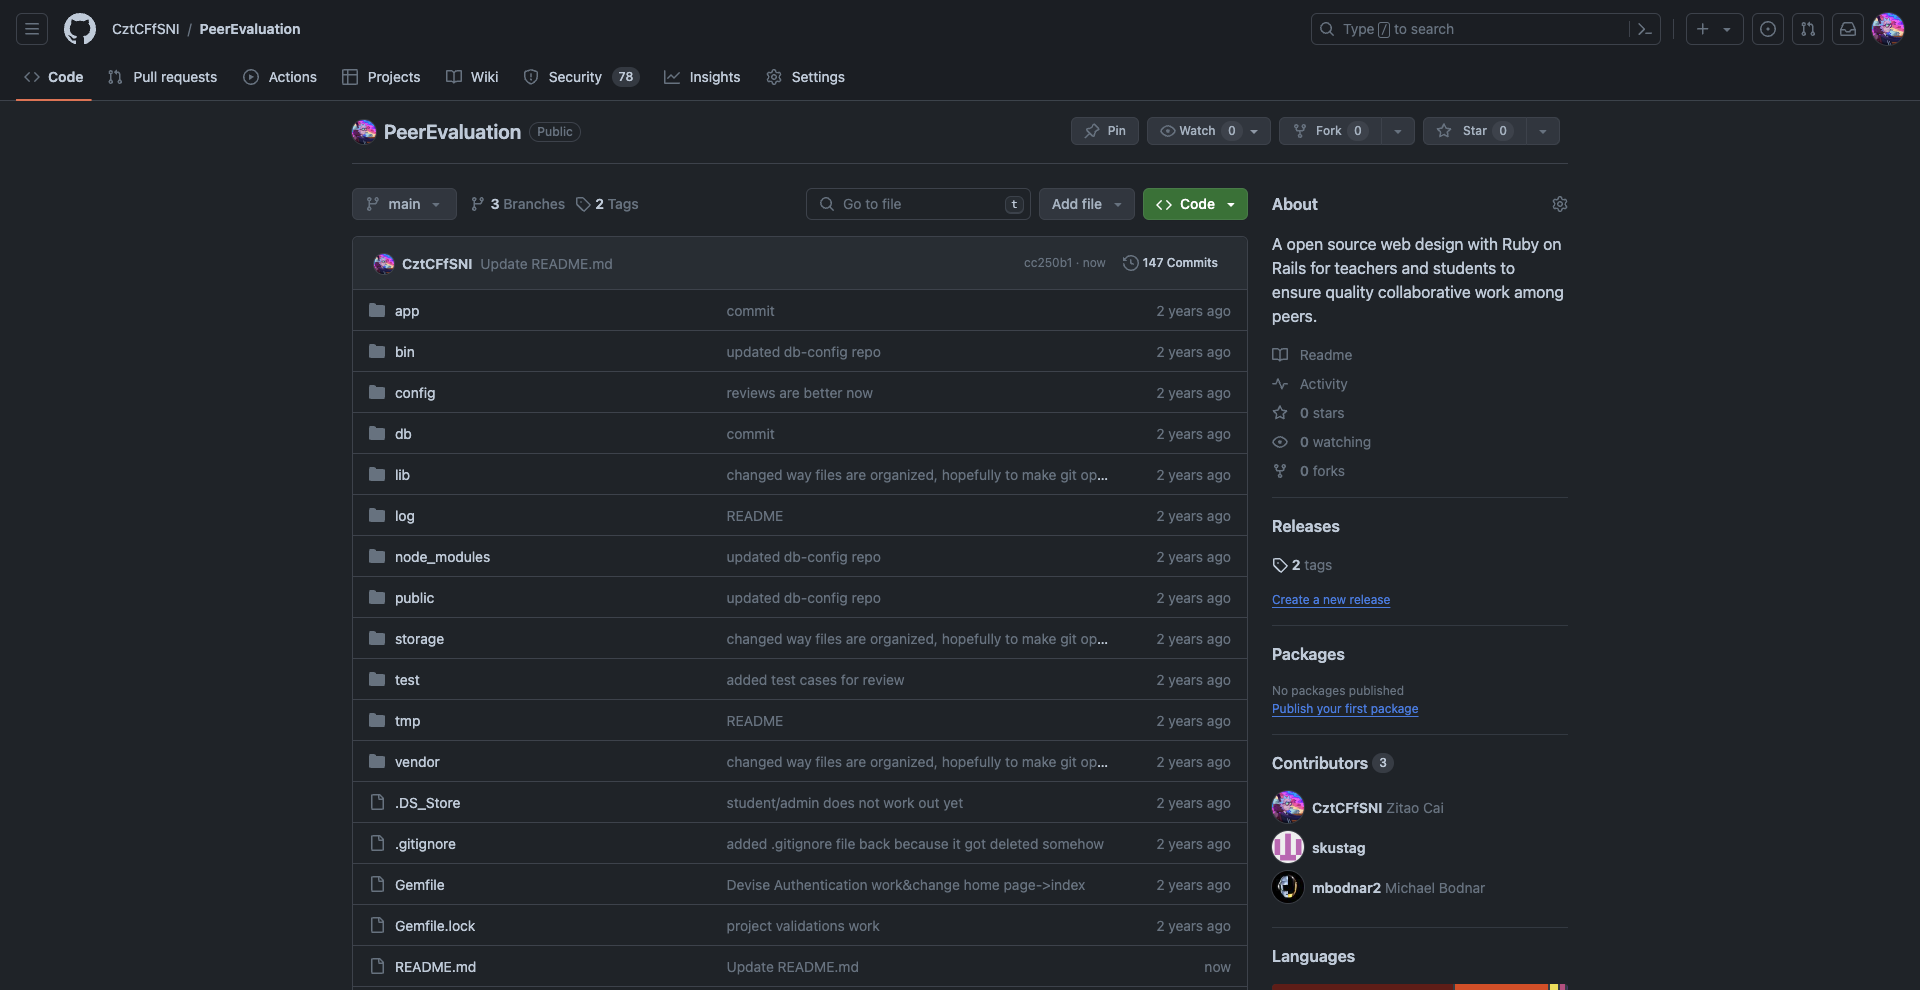 CztCFfSNI / PeerEvaluation
Type / to search
Code Pull requests Actions Projects Wiki Security 78 Insights Settings
PeerEvaluation Public
Pin Watch 0 Fork 0 Star 0
main 3 Branches 2 Tags Go to file t Add file Code
CztCFfSNI Update README.md cc250b1 · now 147 Commits
app commit 2 years ago
bin updated db-config repo 2 years ago
config reviews are better now 2 years ago
db commit 2 years ago
lib changed way files are organized, hopefully to make git op... 2 years ago
log README 2 years ago
node_modules updated db-config repo 2 years ago
public updated db-config repo 2 years ago
storage changed way files are organized, hopefully to make git op... 2 years ago
test added test cases for review 2 years ago
tmp README 2 years ago
vendor changed way files are organized, hopefully to make git op... 2 years ago
.DS_Store student/admin does not work out yet 2 years ago
.gitignore added .gitignore file back because it got deleted somehow 2 years ago
Gemfile Devise Authentication work&change home page->index 2 years ago
Gemfile.lock project validations work 2 years ago
README.md Update README.md now
About
A open source web design with Ruby on
Rails for teachers and students to
ensure quality collaborative work among
peers.
Readme
Activity
0 stars
0 watching
0 forks
Releases
2 tags
Create a new release
Packages
No packages published
Publish your first package
Contributors 3
CztCFfSNI Zitao Cai
skustag
mbodnar2 Michael Bodnar
Languages